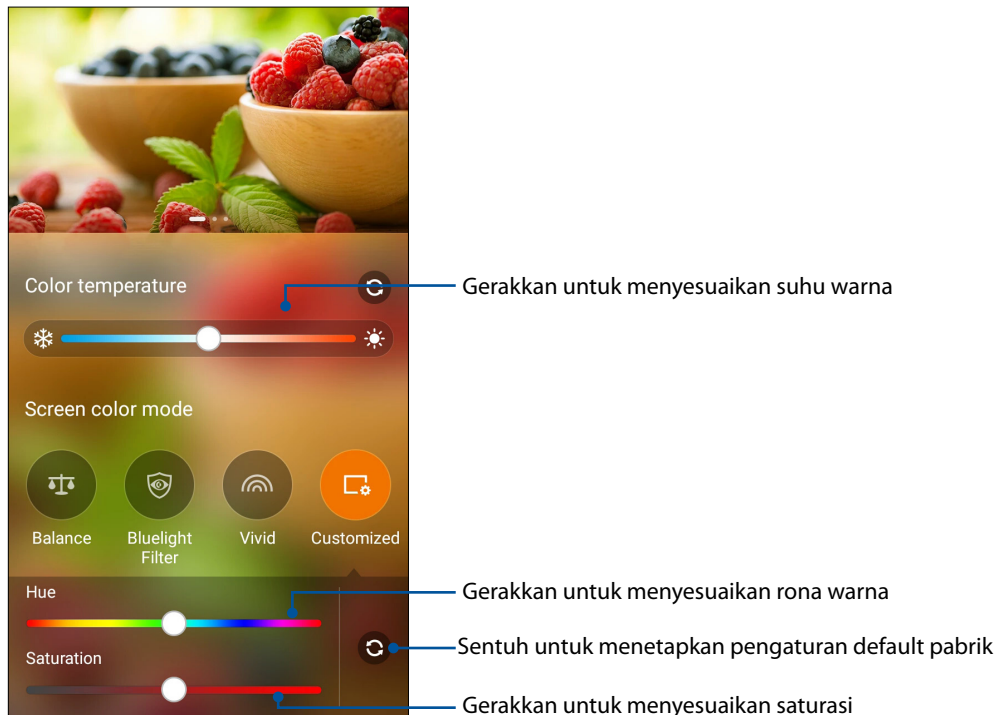 Color temperature
Gerakkan untuk menyesuaikan suhu warna
Screen color mode
Balance
Bluelight
Filter
Vivid
Customized
Hue
Gerakkan untuk menyesuaikan rona warna
Sentuh untuk menetapkan pengaturan default pabrik
Saturation
Gerakkan untuk menyesuaikan saturasi